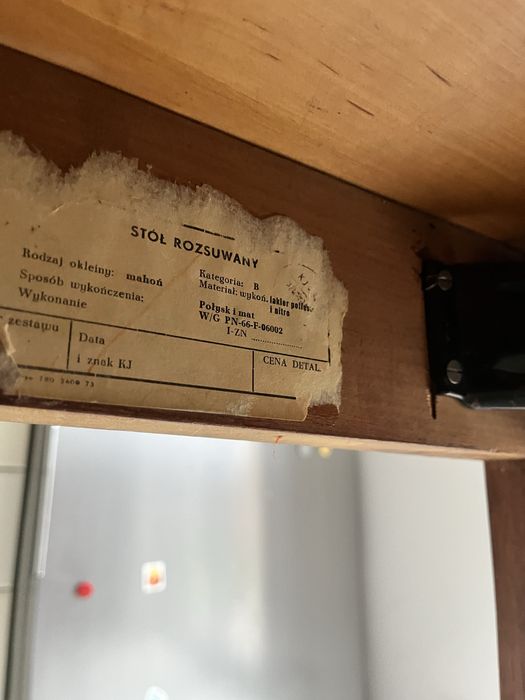 STÓŁ ROZSUWANY
Rodzaj okleiny: mahoń
Kategoria: B
Sposób wykończenia:
Materiał: wykoń. lakier
i nitro
Wykonanie
Połysk i mat
W/G PN-66-F-06002
I-ZN
zestawu
Data
i znak KJ
CENA DETAL.
73